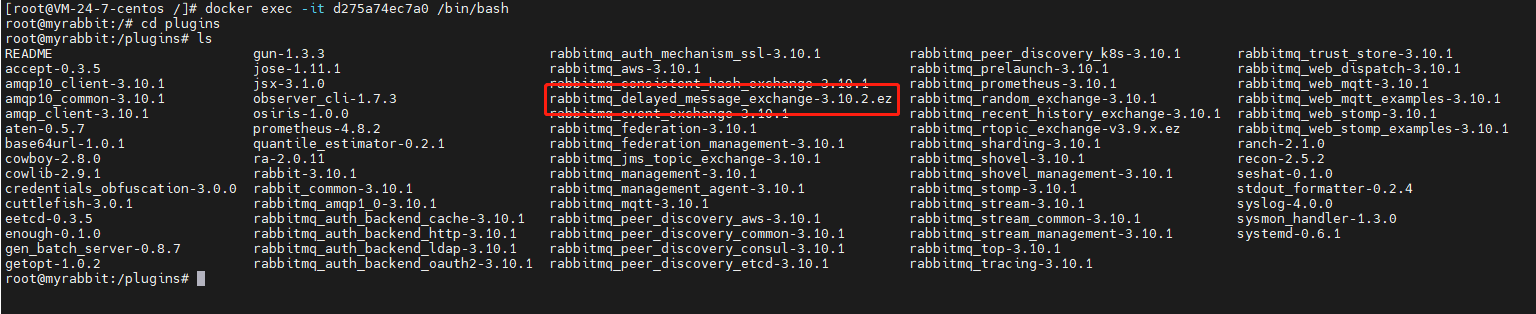 [root@VM-24-7-centos /]# docker exec -it d275a74ec7a0 /bin/bash
root@myrabbit:/# cd plugins
root@myrabbit:/plugins# ls
README gun-1.3.3 rabbitmq_auth_mechanism_ssl-3.10.1 rabbitmq_peer_discovery_k8s-3.10.1 rabbitmq_trust_store-3.10.1
accept-0.3.5 jose-1.11.1 rabbitmq_aws-3.10.1 rabbitmq_prelaunch-3.10.1 rabbitmq_web_dispatch-3.10.1
amqp10_client-3.10.1 jsx-3.1.0 rabbitmq_consistent_hash_exchange-3.10.1 rabbitmq_prometheus-3.10.1 rabbitmq_web_mqtt-3.10.1
amqp10_common-3.10.1 observer_cli-1.7.3 rabbitmq_delayed_message_exchange-3.10.2.ez rabbitmq_random_exchange-3.10.1 rabbitmq_web_mqtt_examples-3.10.1
amqp_client-3.10.1 osiris-1.0.0 rabbitmq_event_exchange-3.10.1 rabbitmq_recent_history_exchange-3.10.1 rabbitmq_web_stomp-3.10.1
aten-0.5.7 prometheus-4.8.2 rabbitmq_federation-3.10.1 rabbitmq_rtopic_exchange-v3.9.x.ez rabbitmq_web_stomp_examples-3.10.1
base64url-1.0.1 quantile_estimator-0.2.1 rabbitmq_federation_management-3.10.1 rabbitmq_sharding-3.10.1 ranch-2.1.0
cowboy-2.8.0 ra-2.0.11 rabbitmq_jms_topic_exchange-3.10.1 rabbitmq_shovel-3.10.1 recon-2.5.2
cowlib-2.9.1 rabbit-3.10.1 rabbitmq_management-3.10.1 rabbitmq_shovel_management-3.10.1 seshat-0.1.0
credentials_obfuscation-3.0.0 rabbit_common-3.10.1 rabbitmq_management_agent-3.10.1 rabbitmq_stomp-3.10.1 stdout_formatter-0.2.4
cuttlefish-3.0.1 rabbitmq_amqp1_0-3.10.1 rabbitmq_mqtt-3.10.1 rabbitmq_stream-3.10.1 syslog-4.0.0
eetcd-0.3.5 rabbitmq_auth_backend_cache-3.10.1 rabbitmq_peer_discovery_aws-3.10.1 rabbitmq_stream_common-3.10.1 sysmon_handler-1.3.0
enough-0.1.0 rabbitmq_auth_backend_http-3.10.1 rabbitmq_peer_discovery_common-3.10.1 rabbitmq_stream_management-3.10.1 systemd-0.6.1
gen_batch_server-0.8.7 rabbitmq_auth_backend_ldap-3.10.1 rabbitmq_peer_discovery_consul-3.10.1 rabbitmq_top-3.10.1
getopt-1.0.2 rabbitmq_auth_backend_oauth2-3.10.1 rabbitmq_peer_discovery_etcd-3.10.1 rabbitmq_tracing-3.10.1
root@myrabbit:/plugins#